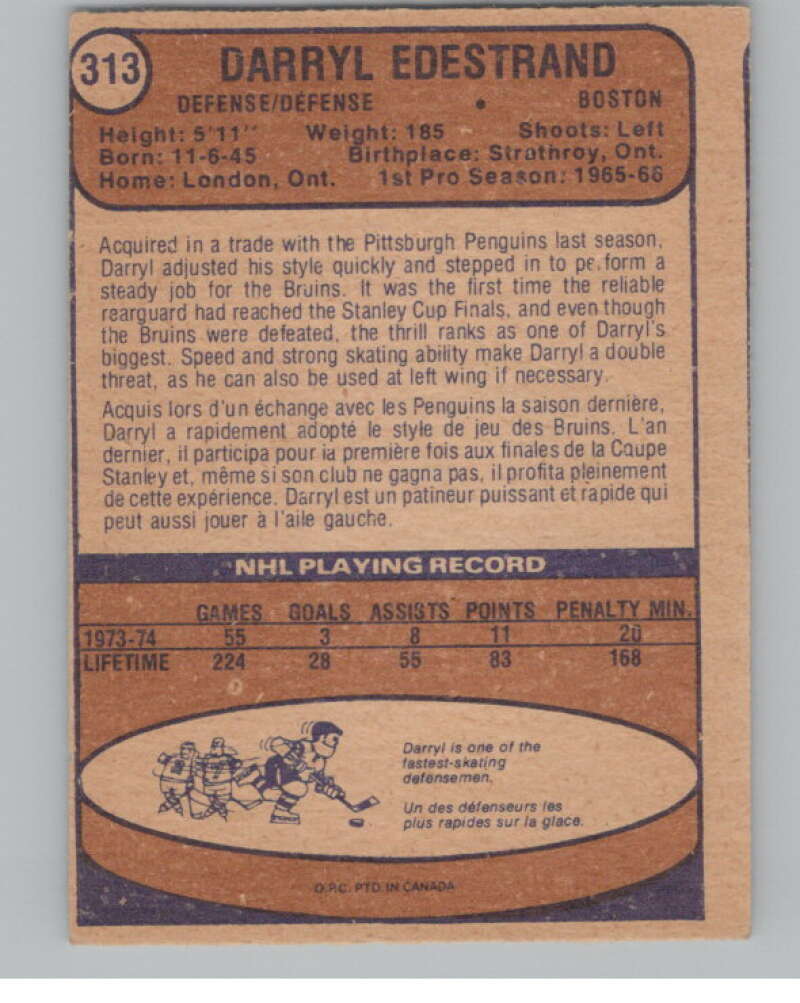 313
DARRYL EDESTRAND
DEFENSE/DÉFENSE • BOSTON
Height: 5'11" Weight: 185 Shoots: Left
Born: 11-6-45 Birthplace: Strathroy, Ont.
Home: London, Ont. 1st Pro Season: 1965-66
Acquired in a trade with the Pittsburgh Penguins last season,
Darryl adjusted his style quickly and stepped in to perform a
steady job for the Bruins. It was the first time the reliable
rearguard had reached the Stanley Cup Finals, and even though
the Bruins were defeated, the thrill ranks as one of Darryl's
biggest. Speed and strong skating ability make Darryl a double
threat, as he can also be used at left wing if necessary.
Acquis lors d'un échange avec les Penguins la saison dernière,
Darryl a rapidement adopté le style de jeu des Bruins. L'an
dernier, il participa pour la première fois aux finales de la Coupe
Stanley et, même si son club ne gagna pas, il profita pleinement
de cette expérience. Darryl est un patineur puissant et rapide qui
peut aussi jouer à l'aile gauche.
NHL PLAYING RECORD
GAMES GOALS ASSISTS POINTS PENALTY MIN.
1973-74 55 3 8 11 20
LIFETIME 224 28 55 83 168
Darryl is one of the
fastest-skating
defensemen.
Un des défenseurs les
plus rapides sur la glace.
O.P.C. PTD. IN CANADA